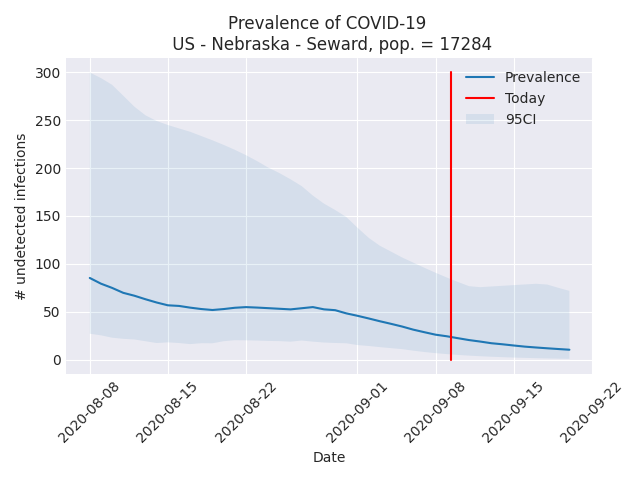 Prevalence of COVID-19
US - Nebraska - Seward, pop. = 17284
Prevalence
Today
95CI
300
250
200
150
100
50
0
# undetected infections
2020-08-08
2020-08-15
2020-08-22
2020-09-01
2020-09-08
2020-09-15
2020-09-22
Date